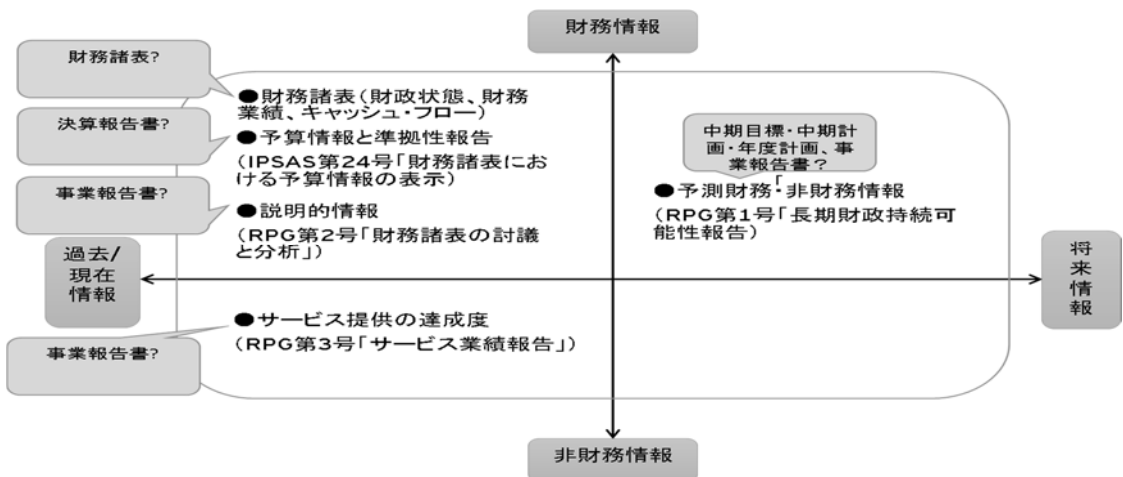 財務情報
財務諸表?
●財務諸表(財政状態、財務
業績、キャッシュ・フロー)
決算報告書?
●予算情報と準拠性報告
(IPSAS第24号「財務諸表にお
ける予算情報の表示)
事業報告書?
●説明的情報
(RPG第2号「財務諸表の討議
と分析」)
中期目標・中期計
画・年度計画、事
業報告書?
「
●予測財務・非財務情報
(RPG第1号「長期財政持続可
能性報告)
過去/
現在
情報
将
来
情
報
●サービス提供の達成度
(RPG第3号「サービス業績報告」)
事業報告書?
非財務情報